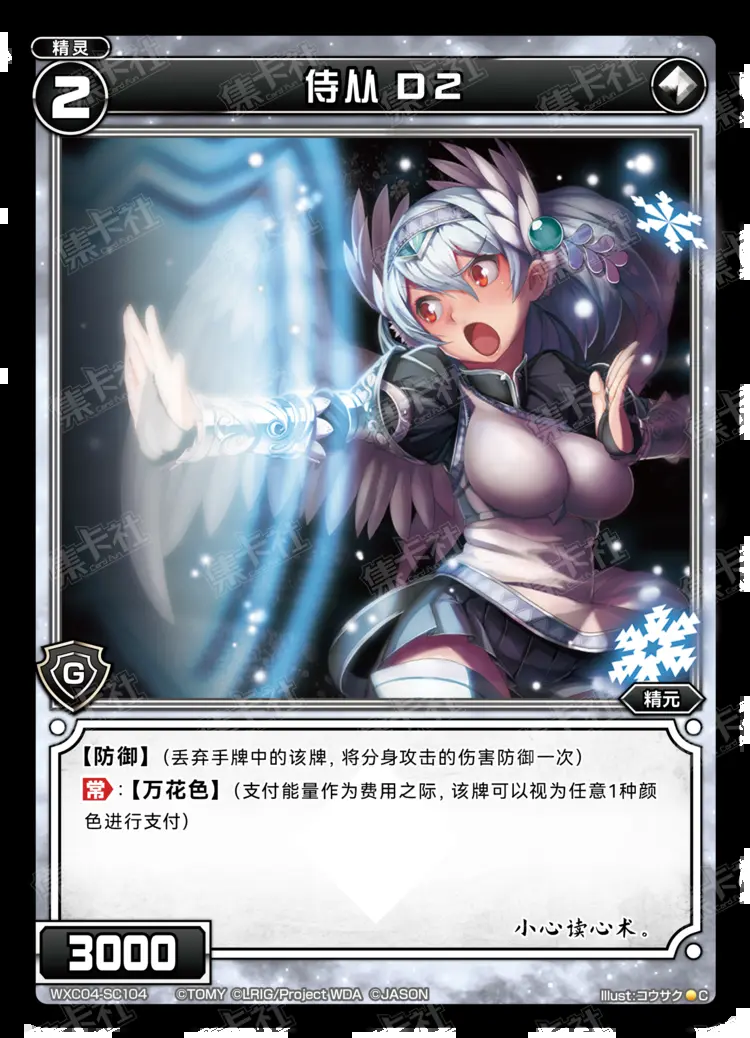 精灵
2
侍从 D2
G
精元
【防御】（丢弃手牌中的该牌, 将分身攻击的伤害防御一次）
常：【万花色】（支付能量作为费用之际, 该牌可以视为任意1种颜
色进行支付）
小心读心术。
3000
WXC04-SC104 ©TOMY ©LRIG/Project WDA ©JASON
Illust:コウサク C
集卡社